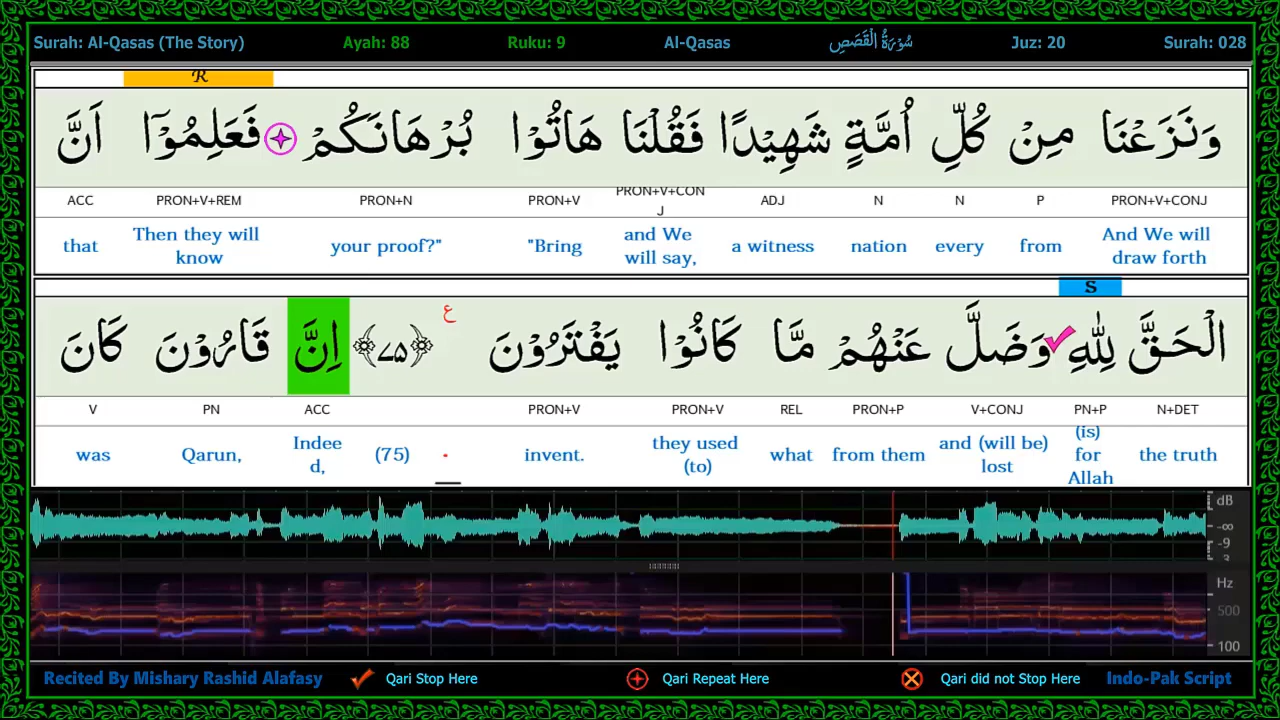 Surah: Al-Qasas (The Story) Ayah: 88 Ruku: 9 Al-Qasas سُوْرَةُ الْقَصَصِ Juz: 20 Surah: 028
R
وَنَزَعْنَا مِنْ كُلِّ اُمَّةٍ شَهِيْدًا فَقُلْنَا هَاتُوْا بُرْهَانَكُمْ فَعَلِمُوْٓا اَنَّ
ACC PRON+V+REM PRON+N PRON+V PRON+V+CONJ ADJ N N P PRON+V+CONJ
that Then they will know your proof?" "Bring and We will say, a witness nation every from And We will draw forth
S
الْحَـقَّ لِلّٰهِ وَضَلَّ عَنْهُمْ مَّا كَانُوْا يَفْتَرُوْنَ ع ﴿٧٥﴾ اِنَّ قَارُوْنَ كَانَ
V PN ACC PRON+V PRON+V REL PRON+P V+CONJ PN+P N+DET
was Qarun, Indeed, (75) invent. they used (to) what from them and (will be) lost (is) for Allah the truth
dB
-∞
-9
3
Hz
500
100
Recited By Mishary Rashid Alafasy Qari Stop Here Qari Repeat Here Qari did not Stop Here Indo-Pak Script